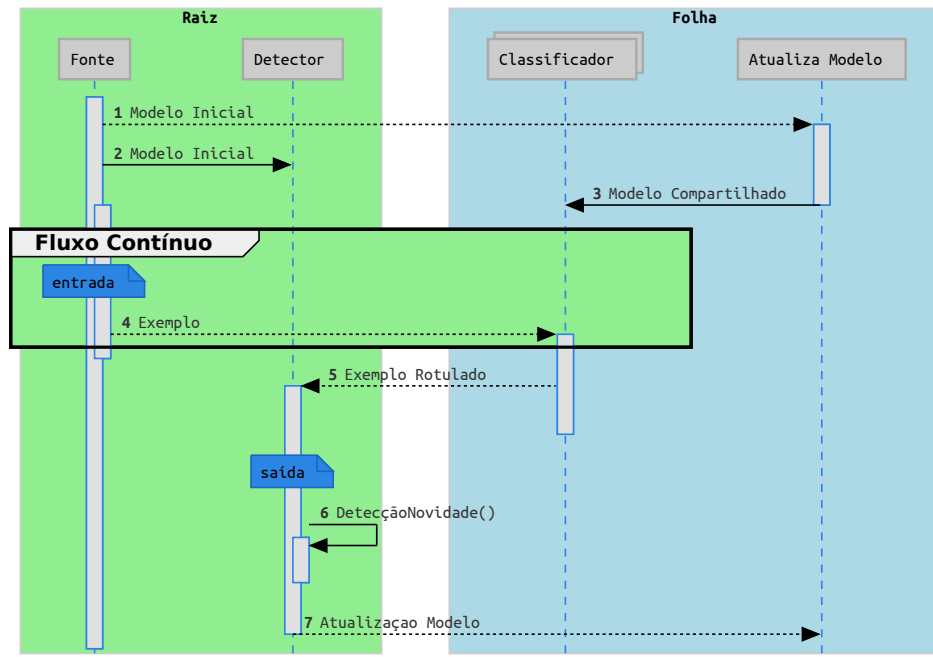 Raiz
Folha
Fonte
Detector
Classificador
Atualiza Modelo
1 Modelo Inicial
2 Modelo Inicial
3 Modelo Compartilhado
Fluxo Contínuo
entrada
4 Exemplo
5 Exemplo Rotulado
saída
6 DetecçãoNovidade()
7 Atualizaçao Modelo